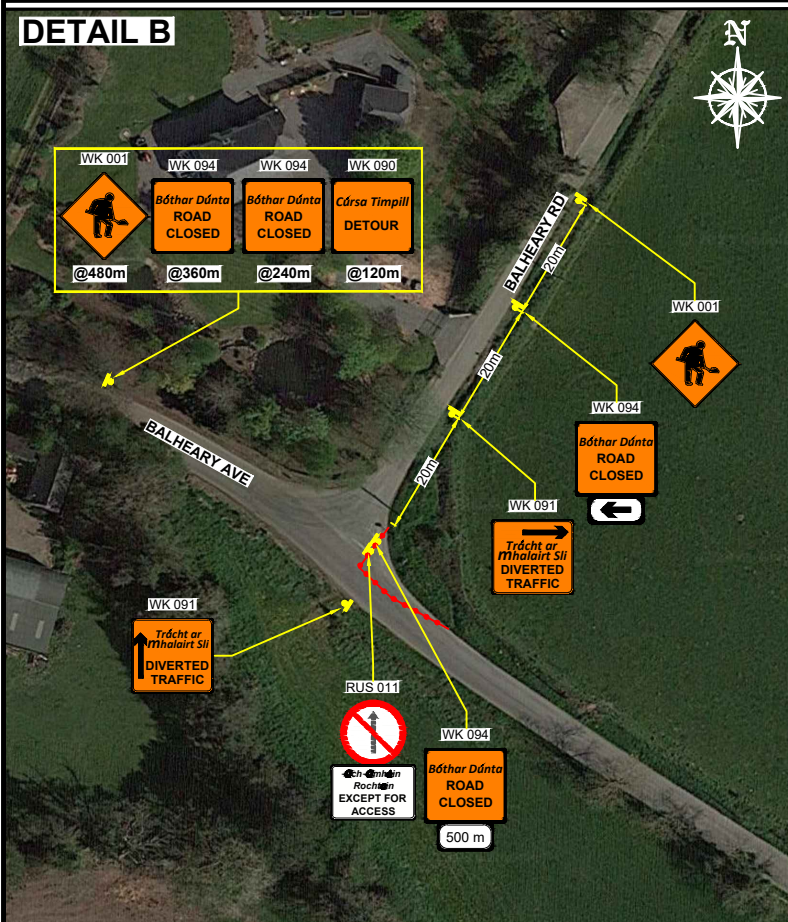 DETAIL B
N
WK 001
WK 094
WK 094
WK 090
Bóthar Dúnta
ROAD
CLOSED
Bóthar Dúnta
ROAD
CLOSED
Cúrsa Timpill
DETOUR
@480m
@360m
@240m
@120m
BALHEARY RD
20m
WK 001
20m
WK 094
Bóthar Dúnta
ROAD
CLOSED
20m
BALHEARY AVE
WK 091
Trácht ar
mhalairt Slí
DIVERTED
TRAFFIC
WK 091
Trácht ar
mhalairt Slí
DIVERTED
TRAFFIC
RUS 011
Rochtain
EXCEPT FOR
ACCESS
WK 094
Bóthar Dúnta
ROAD
CLOSED
500 m